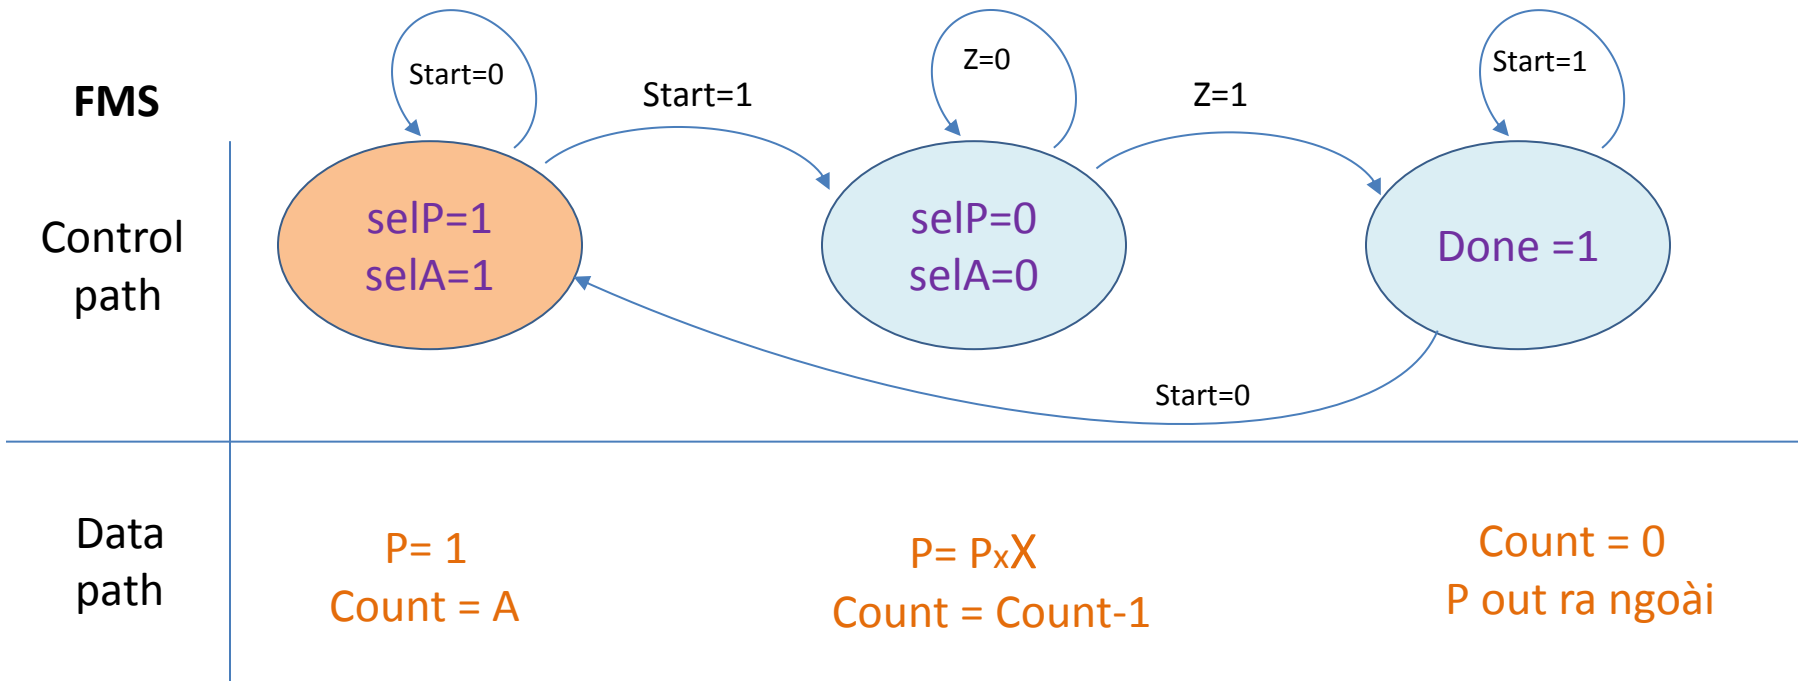 FMS
Start=0
Start=1
Z=0
Z=1
Start=1
Control
path
selP=1
selA=1
selP=0
selA=0
Done =1
Start=0
Data
path
P= 1
Count = A
P= PxX
Count = Count-1
Count = 0
P out ra ngoài